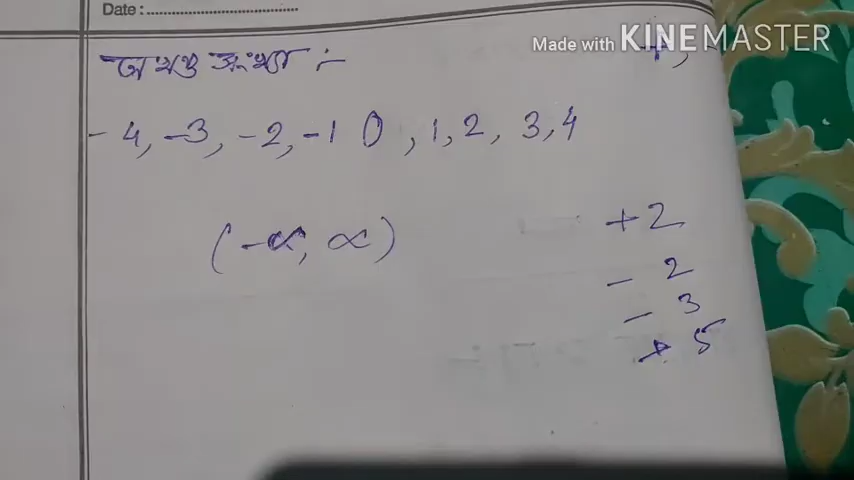 Date :
Made with KINEMASTER
অখণ্ড সংখ্যা :-
+,
- 4, -3, -2, -1 0 , 1, 2, 3, 4
(-∝, ∝)
+2
- 2
- 3
+ 5